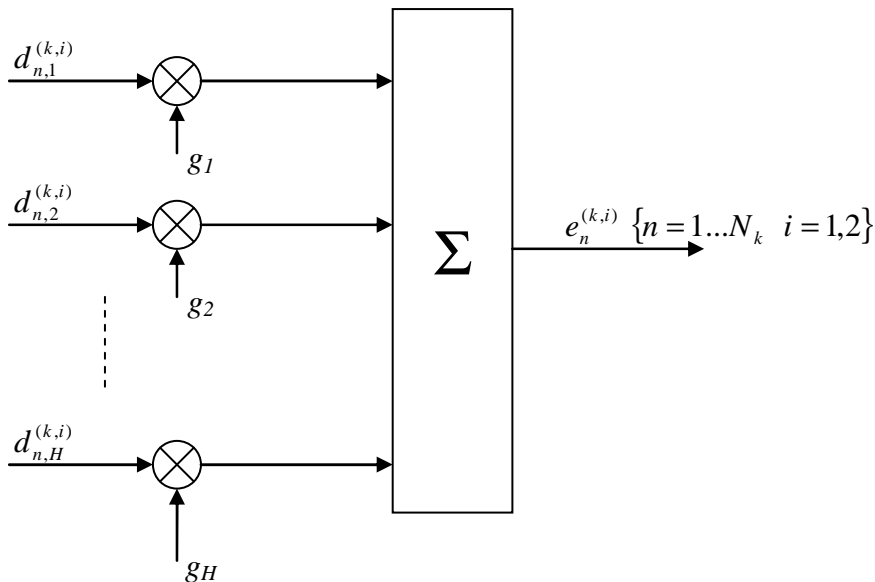 d_{n,1}^{(k,i)}
g_1
d_{n,2}^{(k,i)}
Σ
e_n^{(k,i)} {n = 1...N_k i = 1,2}
g_2
d_{n,H}^{(k,i)}
g_H